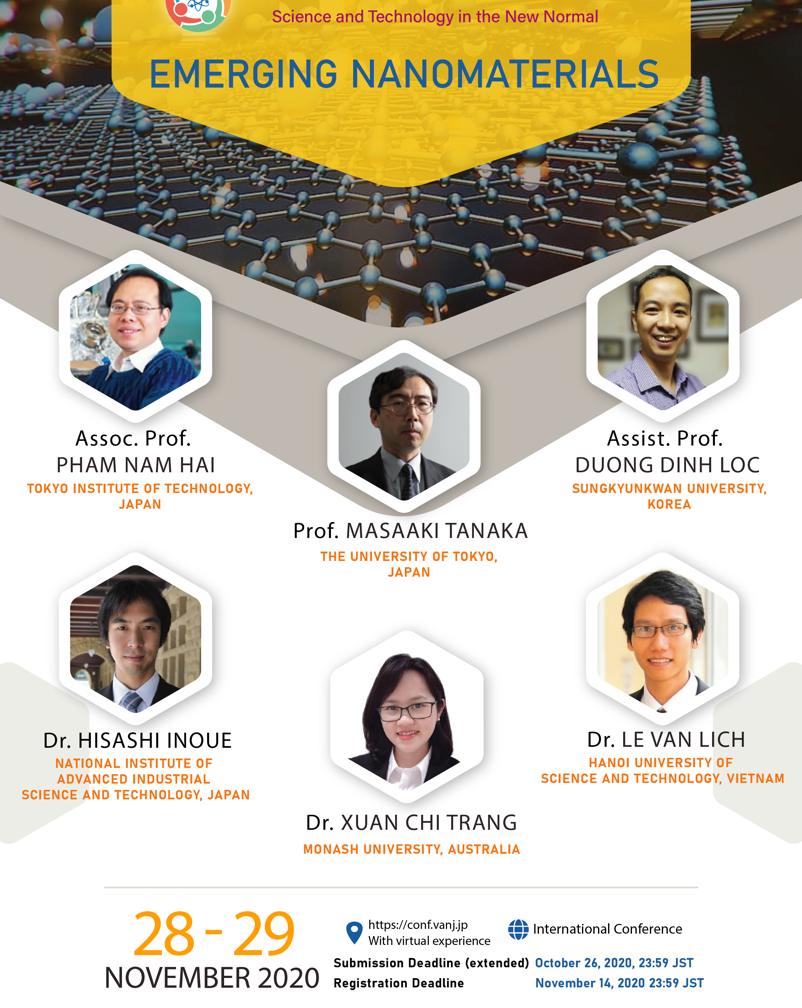 Science and Technology in the New Normal
EMERGING NANOMATERIALS
Assoc. Prof.
PHAM NAM HAI
TOKYO INSTITUTE OF TECHNOLOGY,
JAPAN
Prof. MASAAKI TANAKA
THE UNIVERSITY OF TOKYO,
JAPAN
Assist. Prof.
DUONG DINH LOC
SUNGKYUNKWAN UNIVERSITY,
KOREA
Dr. HISASHI INOUE
NATIONAL INSTITUTE OF
ADVANCED INDUSTRIAL
SCIENCE AND TECHNOLOGY, JAPAN
Dr. XUAN CHI TRANG
MONASH UNIVERSITY, AUSTRALIA
Dr. LE VAN LICH
HANOI UNIVERSITY OF
SCIENCE AND TECHNOLOGY, VIETNAM
28 - 29
NOVEMBER 2020
https://conf.vanj.jp
With virtual experience
International Conference
Submission Deadline (extended) October 26, 2020, 23:59 JST
Registration Deadline November 14, 2020 23:59 JST